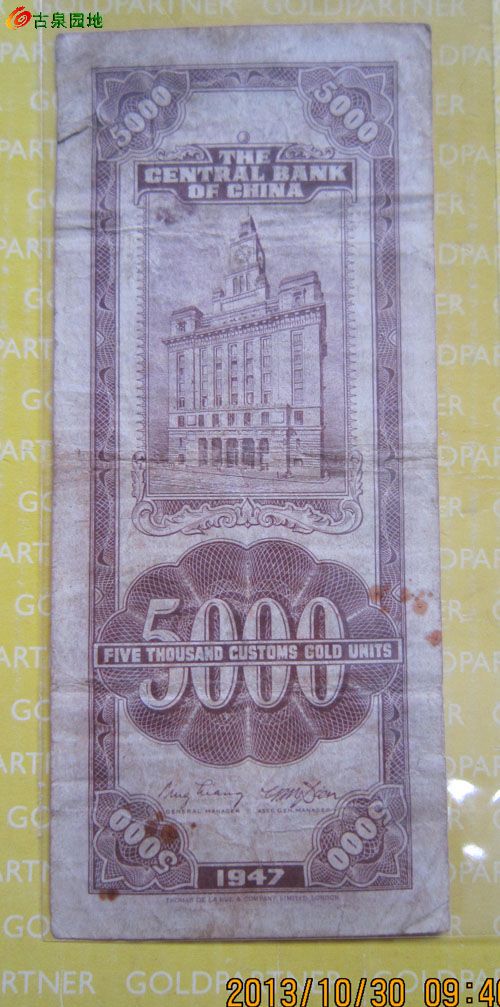 古泉园地
5000 5000
THE
CENTRAL BANK
OF CHINA
5000
FIVE THOUSAND CUSTOMS GOLD UNITS
GENERAL MANAGER ASST. GEN. MANAGER
5000 5000
1947
THOMAS DE LA RUE & COMPANY, LIMITED, LONDON.
GOLDPARTNER GOLDPARTNER
2013/10/30 09:4